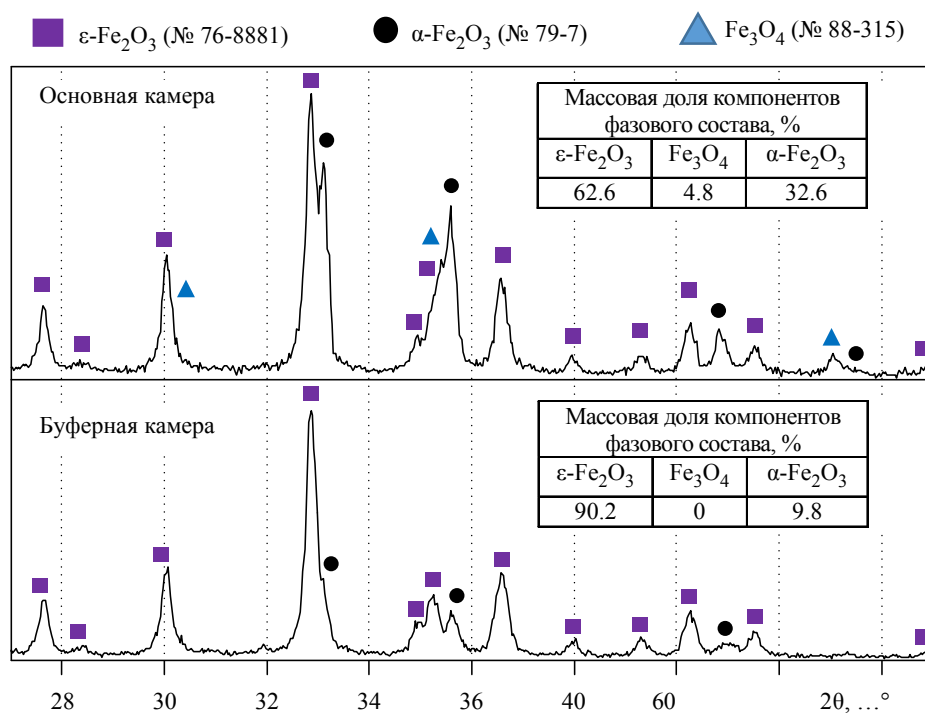 ε-Fe₂O₃ (№ 76-8881) α-Fe₂O₃ (№ 79-7) Fe₃O₄ (№ 88-315)
Основная камера
Массовая доля компонентов
фазового состава, %
ε-Fe₂O₃ Fe₃O₄ α-Fe₂O₃
62.6 4.8 32.6
Буферная камера
Массовая доля компонентов
фазового состава, %
ε-Fe₂O₃ Fe₃O₄ α-Fe₂O₃
90.2 0 9.8
28 30 32 34 36 40 60 2θ, …°